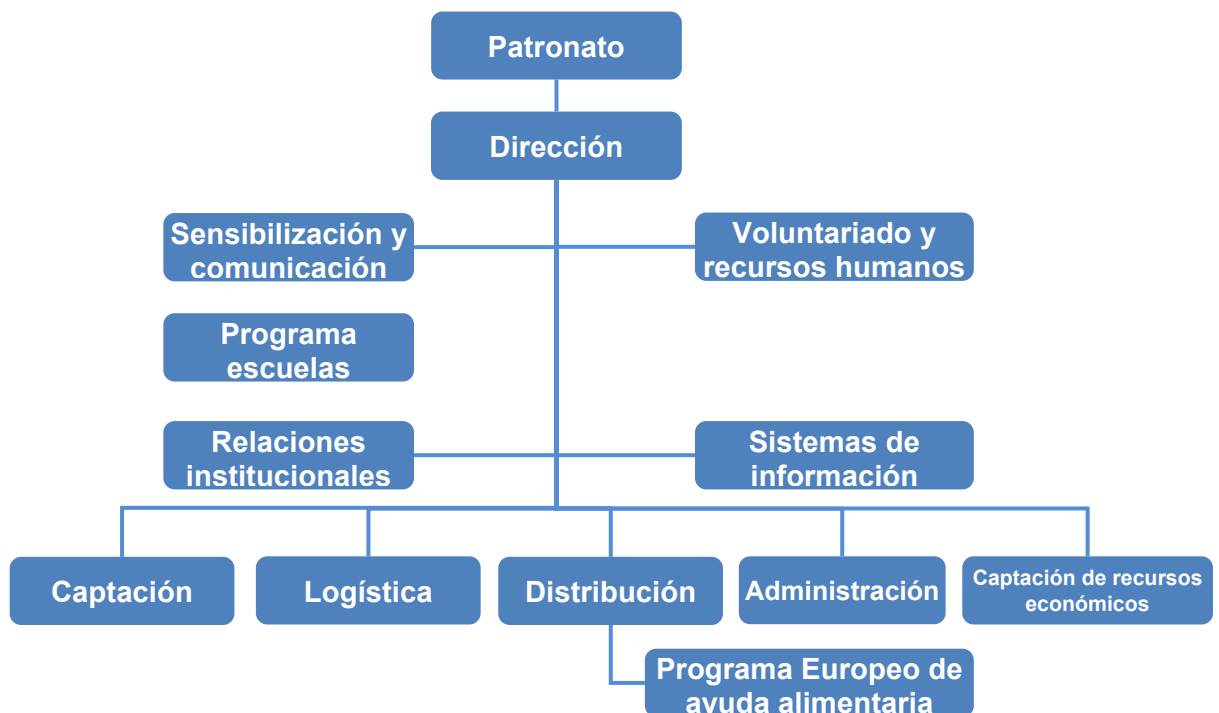 Patronato
Dirección
Sensibilización y
comunicación
Voluntariado y
recursos humanos
Programa
escuelas
Relaciones
institucionales
Sistemas de
información
Captación
Logística
Distribución
Administración
Captación de recursos
económicos
Programa Europeo de
ayuda alimentaria